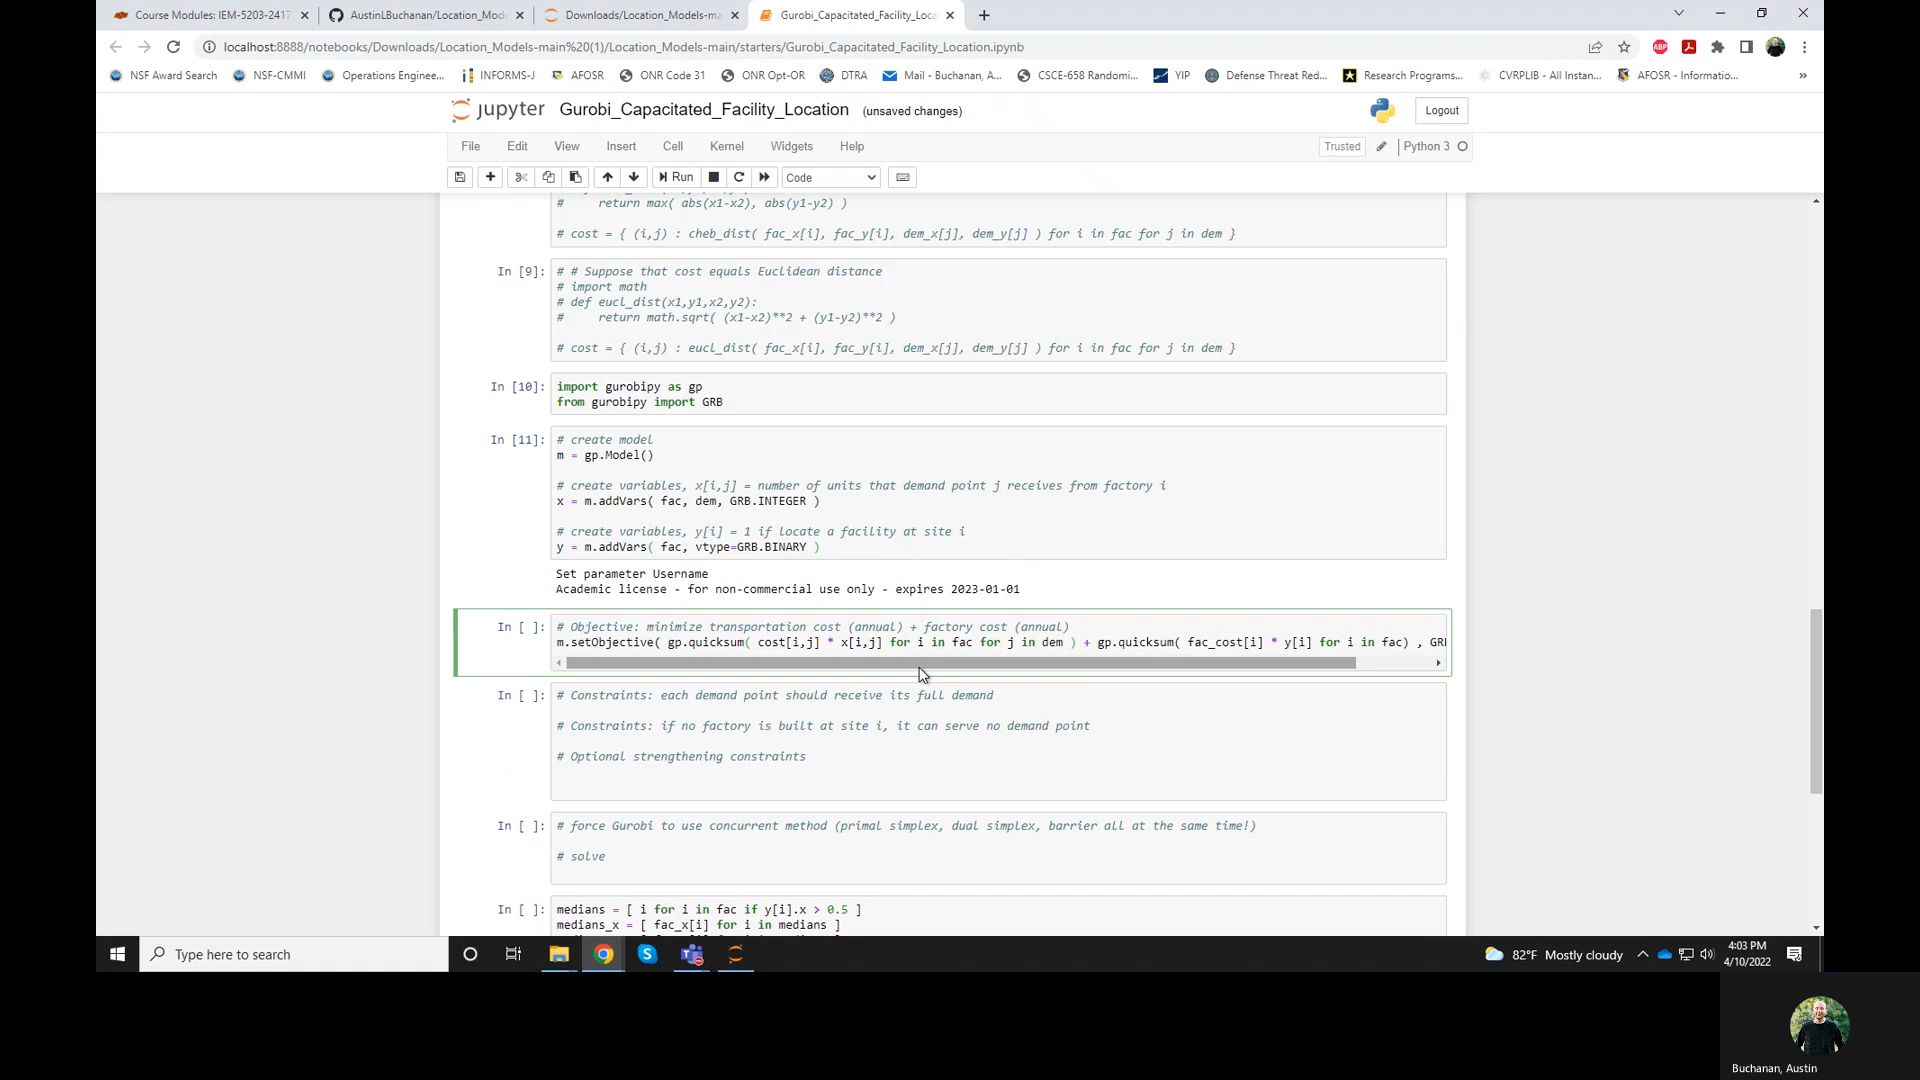 Course Modules: IEM-5203-2417
AustinLBuchanan/Location_Mode
Downloads/Location_Models-ma
Gurobi_Capacitated_Facility_Loca
localhost:8888/notebooks/Downloads/Location_Models-main%20(1)/Location_Models-main/starters/Gurobi_Capacitated_Facility_Location.ipynb
ABP
NSF Award Search
NSF-CMMI
Operations Enginee...
INFORMS-J
AFOSR
ONR Code 31
ONR Opt-OR
DTRA
Mail - Buchanan, A...
CSCE-658 Randomi...
YIP
Defense Threat Red...
Research Programs...
CVRPLIB - All Instan...
AFOSR - Informatio...
»
jupyter Gurobi_Capacitated_Facility_Location (unsaved changes)
Logout
File Edit View Insert Cell Kernel Widgets Help
Trusted
Python 3
Run
Code
#     return max( abs(x1-x2), abs(y1-y2) )
# cost = { (i,j) : cheb_dist( fac_x[i], fac_y[i], dem_x[j], dem_y[j] ) for i in fac for j in dem }
In [9]:
# # Suppose that cost equals Euclidean distance
# import math
# def eucl_dist(x1,y1,x2,y2):
#     return math.sqrt( (x1-x2)**2 + (y1-y2)**2 )
# cost = { (i,j) : eucl_dist( fac_x[i], fac_y[i], dem_x[j], dem_y[j] ) for i in fac for j in dem }
In [10]:
import gurobipy as gp
from gurobipy import GRB
In [11]:
# create model
m = gp.Model()
# create variables, x[i,j] = number of units that demand point j receives from factory i
x = m.addVars( fac, dem, GRB.INTEGER )
# create variables, y[i] = 1 if locate a facility at site i
y = m.addVars( fac, vtype=GRB.BINARY )
Set parameter Username
Academic license - for non-commercial use only - expires 2023-01-01
In [ ]:
# Objective: minimize transportation cost (annual) + factory cost (annual)
m.setObjective( gp.quicksum( cost[i,j] * x[i,j] for i in fac for j in dem ) + gp.quicksum( fac_cost[i] * y[i] for i in fac) , GRB
In [ ]:
# Constraints: each demand point should receive its full demand
# Constraints: if no factory is built at site i, it can serve no demand point
# Optional strengthening constraints
In [ ]:
# force Gurobi to use concurrent method (primal simplex, dual simplex, barrier all at the same time!)
# solve
In [ ]:
medians = [ i for i in fac if y[i].x > 0.5 ]
medians_x = [ fac_x[i] for i in medians ]
Type here to search
82°F Mostly cloudy
4:03 PM
4/10/2022
Buchanan, Austin